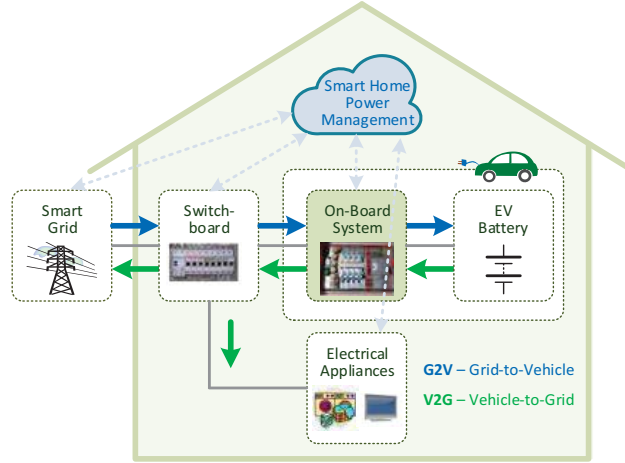 Smart Home
Power
Management
Smart
Grid
Switch-
board
On-Board
System
EV
Battery
Electrical
Appliances
G2V – Grid-to-Vehicle
V2G – Vehicle-to-Grid